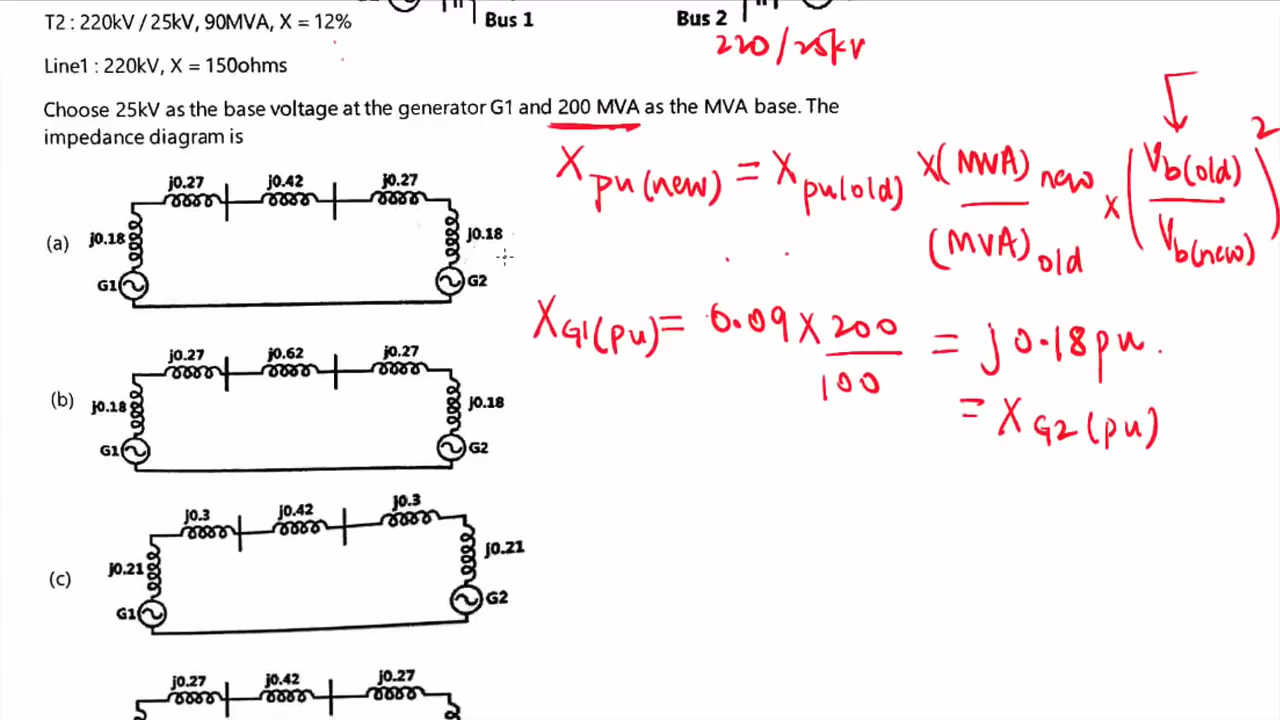 T2 : 220kV / 25kV, 90MVA, X = 12%
Bus 1
Bus 2
220/25kV
Line1 : 220kV, X = 150ohms
Choose 25kV as the base voltage at the generator G1 and 200 MVA as the MVA base. The
impedance diagram is
X pu(new) = X pu(old) × (MVA) new / (MVA) old × ( Vb(old) / Vb(new) )²
(a)
j0.27
j0.42
j0.27
j0.18
j0.18
G1
G2
XG1(pu) = 0.09 × 200 / 100 = j 0.18 pu.
= XG2(pu)
(b)
j0.27
j0.62
j0.27
j0.18
j0.18
G1
G2
(c)
j0.3
j0.42
j0.3
j0.21
j0.21
G1
G2
j0.27
j0.42
j0.27